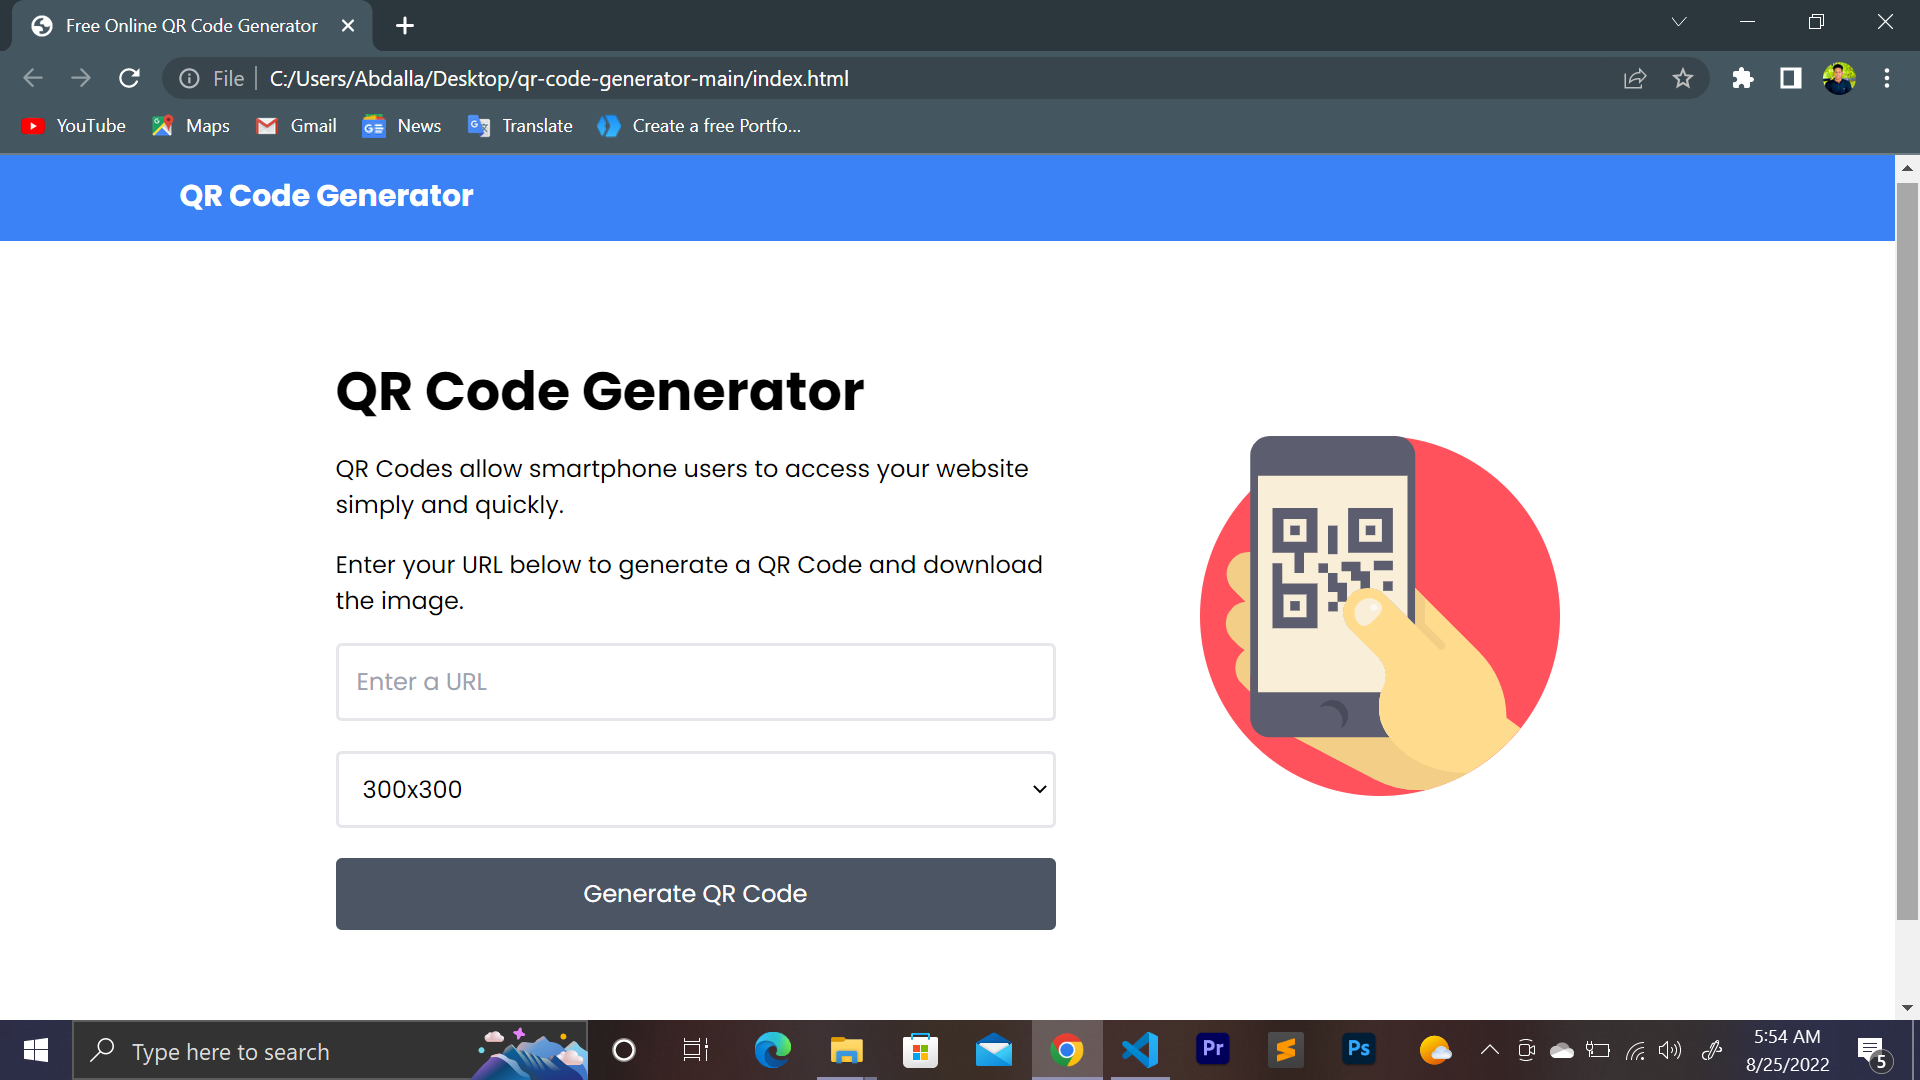 Free Online QR Code Generator
File
C:/Users/Abdalla/Desktop/qr-code-generator-main/index.html
YouTube
Maps
Gmail
News
Translate
Create a free Portfo...
QR Code Generator
QR Code Generator
QR Codes allow smartphone users to access your website
simply and quickly.
Enter your URL below to generate a QR Code and download
the image.
Enter a URL
300x300
Generate QR Code
Type here to search
Pr
Ps
5:54 AM
8/25/2022
5